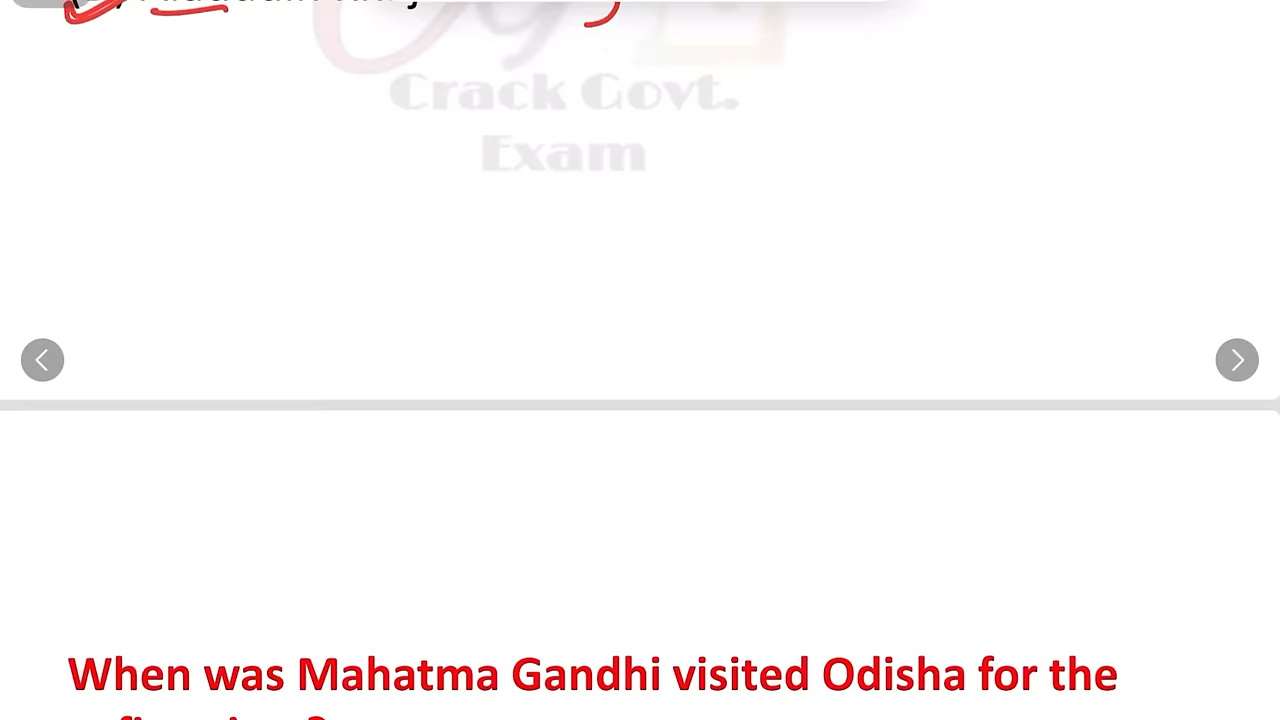 Crack Govt.
Exam
When was Mahatma Gandhi visited Odisha for the